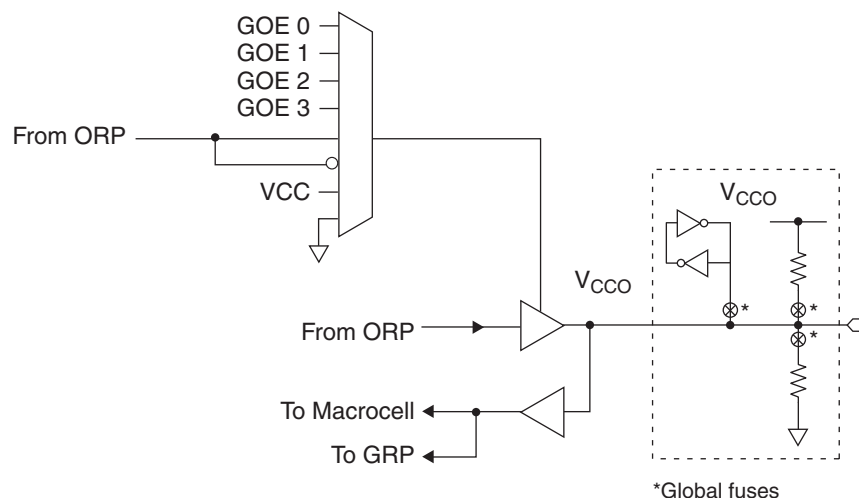 GOE 0
GOE 1
GOE 2
GOE 3
From ORP
VCC
VCCO
VCCO
*
*
*
From ORP
To Macrocell
To GRP
*Global fuses